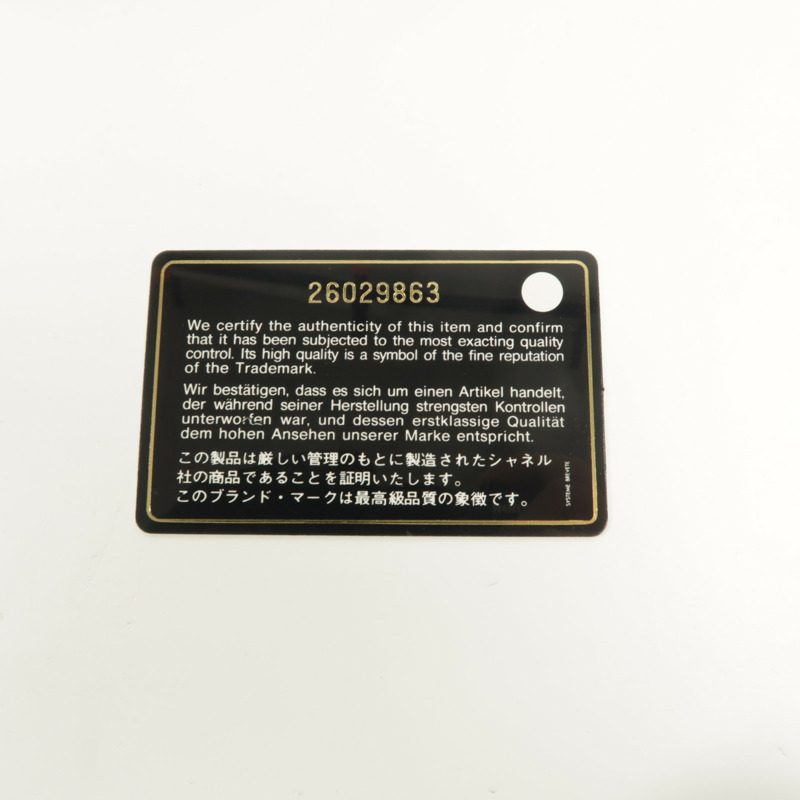 26029863
We certify the authenticity of this item and confirm
that it has been subjected to the most exacting quality
control. Its high quality is a symbol of the fine reputation
of the Trademark.
Wir bestätigen, dass es sich um einen Artikel handelt,
der während seiner Herstellung strengsten Kontrollen
unterworfen war, und dessen erstklassige Qualität
dem hohen Ansehen unserer Marke entspricht.
この製品は厳しい管理のもとに製造されたシャネル
社の商品であることを証明いたします。
このブランド・マークは最高級品質の象徴です。
SYSTEME BREVETE